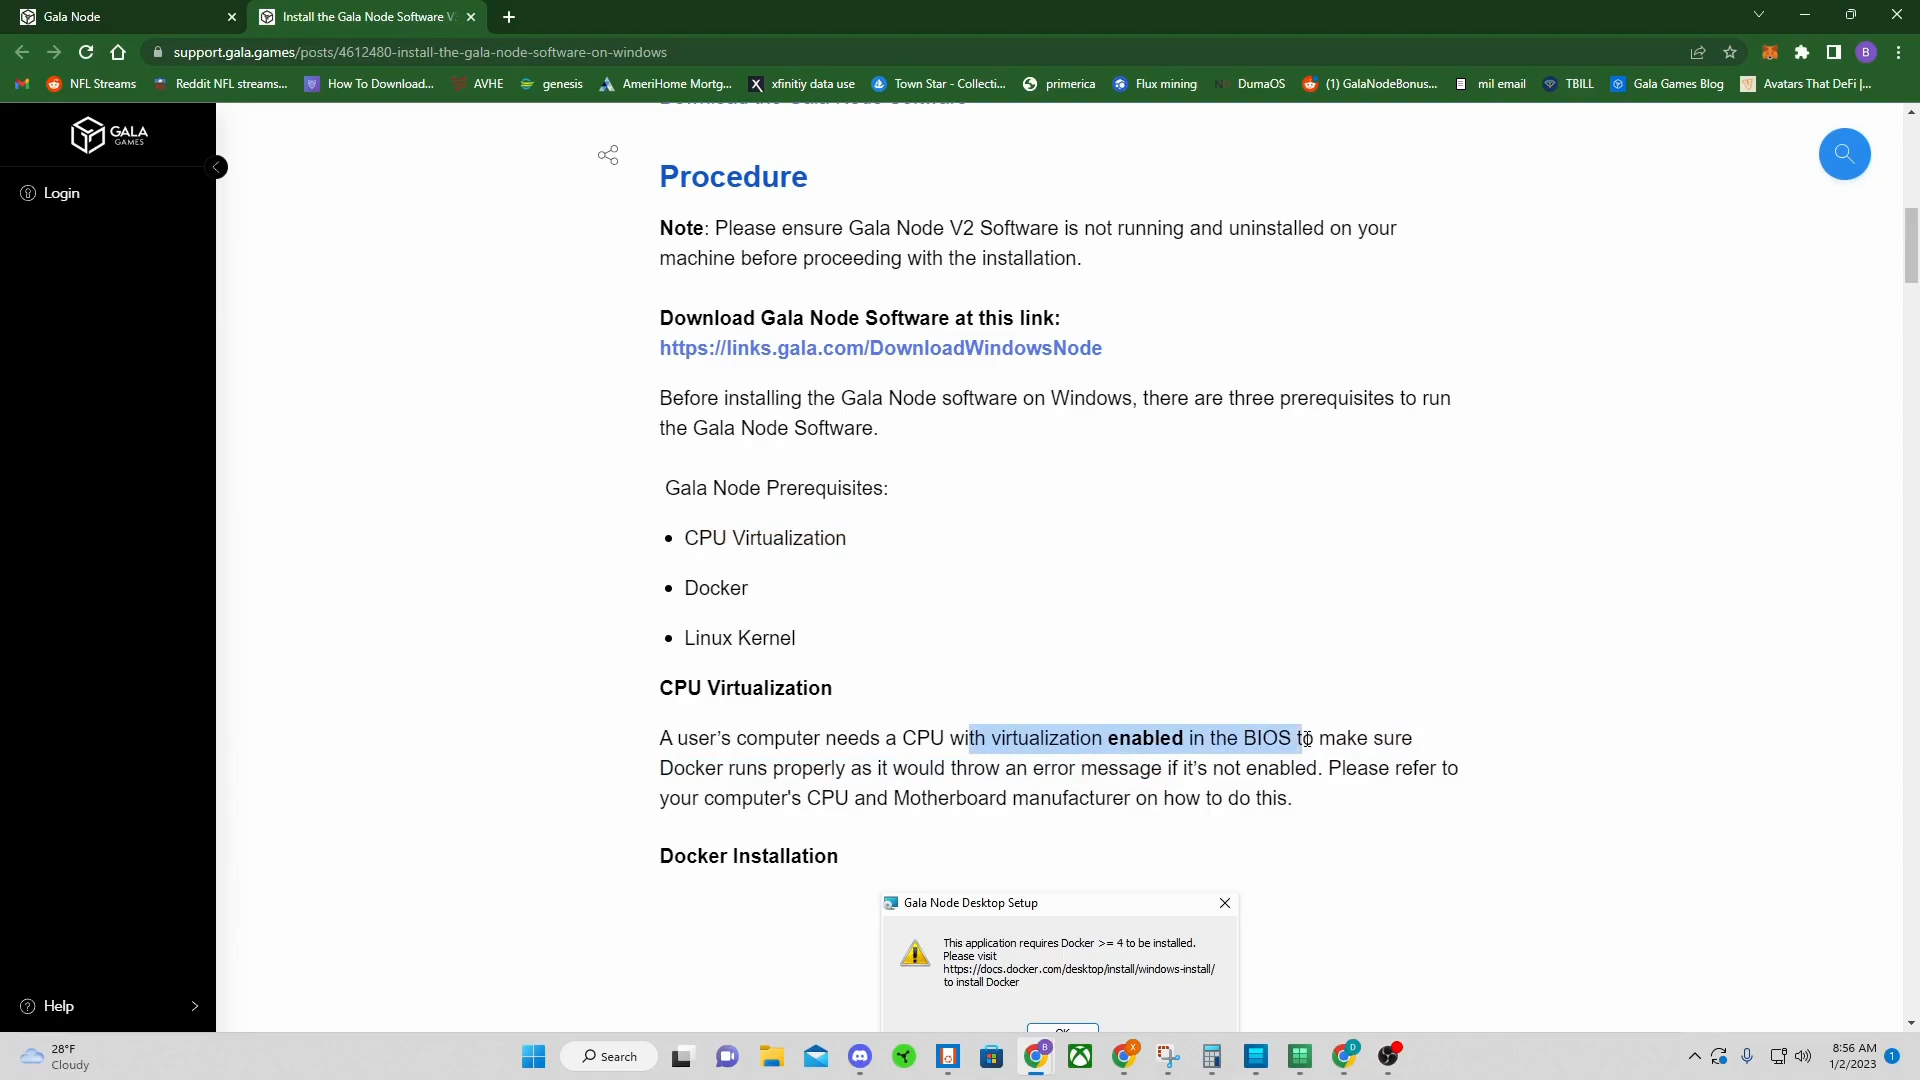 Gala Node
Install the Gala Node Software V
support.gala.games/posts/4612480-install-the-gala-node-software-on-windows
B
NFL Streams
Reddit NFL streams...
How To Download...
AVHE
genesis
AmeriHome Mortg...
xfinitiy data use
Town Star - Collecti...
primerica
Flux mining
DumaOS
(1) GalaNodeBonus...
mil email
TBILL
Gala Games Blog
Avatars That DeFi |...
Download the Gala Node Software
GALA
GAMES
Login
Procedure
Note: Please ensure Gala Node V2 Software is not running and uninstalled on your
machine before proceeding with the installation.
Download Gala Node Software at this link:
https://links.gala.com/DownloadWindowsNode
Before installing the Gala Node software on Windows, there are three prerequisites to run
the Gala Node Software.
Gala Node Prerequisites:
• CPU Virtualization
• Docker
• Linux Kernel
CPU Virtualization
A user’s computer needs a CPU with virtualization enabled in the BIOS to make sure
Docker runs properly as it would throw an error message if it’s not enabled. Please refer to
your computer's CPU and Motherboard manufacturer on how to do this.
Docker Installation
Gala Node Desktop Setup
This application requires Docker >= 4 to be installed.
Please visit
https://docs.docker.com/desktop/install/windows-install/
to install Docker
OK
Help
28°F
Cloudy
Search
8:56 AM
1/2/2023
1